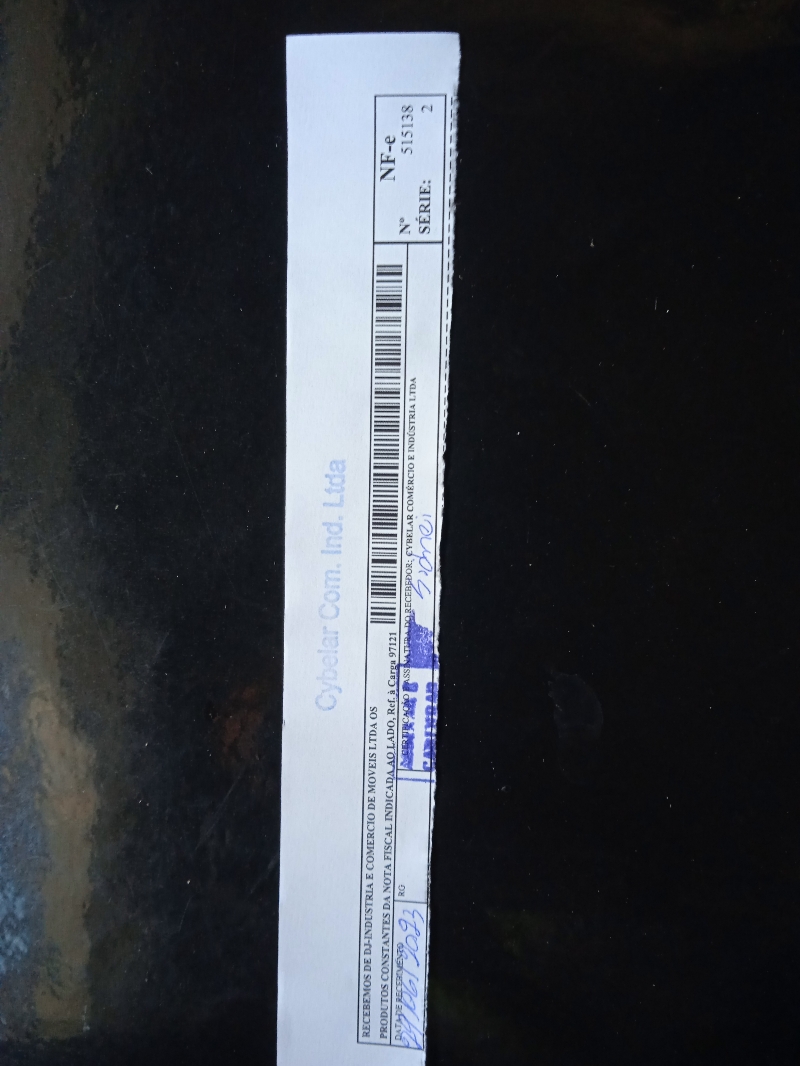 Cybelar Com. Ind. Ltda
RECEBEMOS DE DJ-INDUSTRIA E COMERCIO DE MOVEIS LTDA OS
PRODUTOS CONSTANTES DA NOTA FISCAL INDICADA AO LADO, Ref. à Carga 97121
NF-e
Nº 515138
SÉRIE: 2
DATA DE RECEBIMENTO
RG
IDENTIFICAÇÃO E ASSINATURA DO RECEBEDOR: CYBELAR COMÉRCIO E INDÚSTRIA LTDA
/06/2023
Sidnei